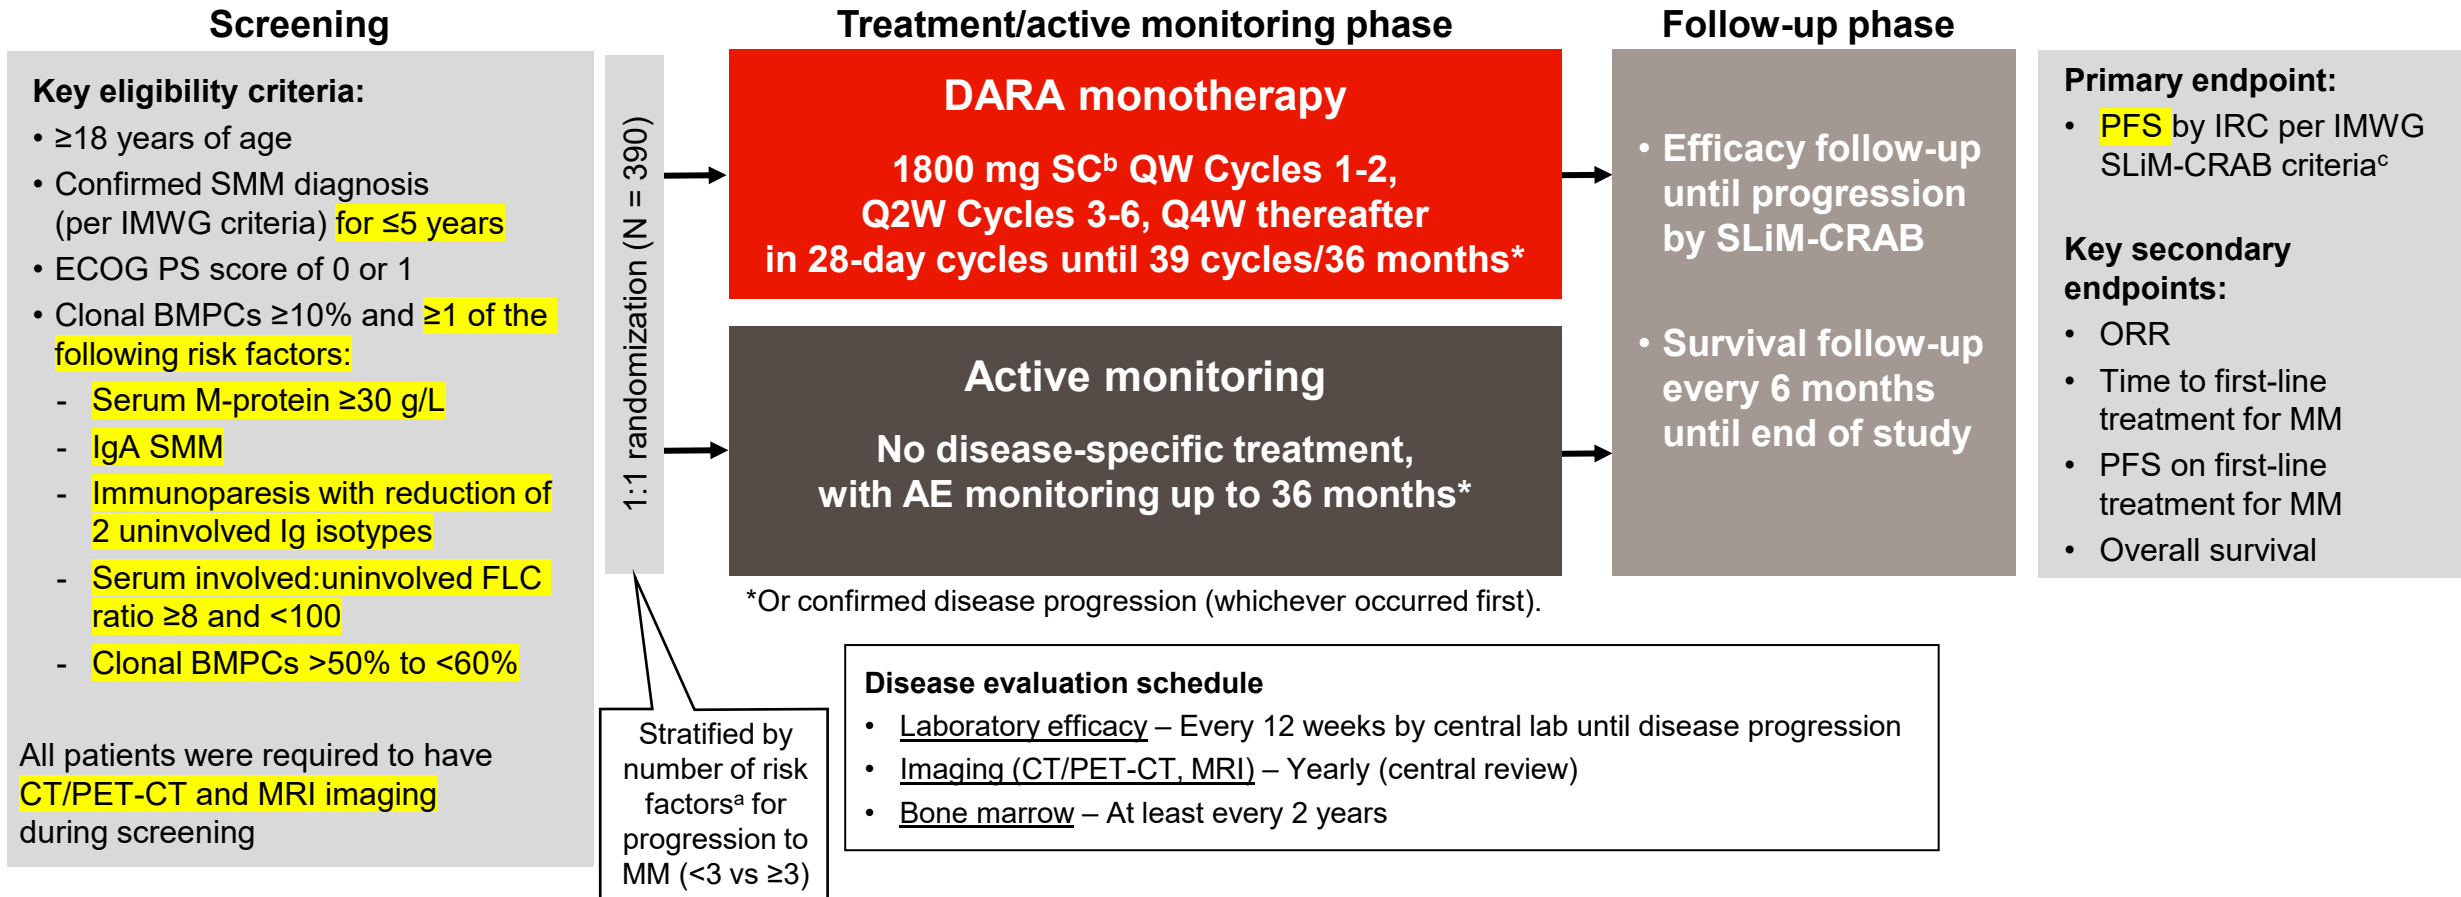 Screening
Key eligibility criteria:
• ≥18 years of age
• Confirmed SMM diagnosis
(per IMWG criteria) for ≤5 years
• ECOG PS score of 0 or 1
• Clonal BMPCs ≥10% and ≥1 of the
following risk factors:
- Serum M-protein ≥30 g/L
- IgA SMM
- Immunoparesis with reduction of
2 uninvolved Ig isotypes
- Serum involved:uninvolved FLC
ratio ≥8 and <100
- Clonal BMPCs >50% to <60%
All patients were required to have
CT/PET-CT and MRI imaging
during screening
1:1 randomization (N = 390)
Stratified by
number of risk
factorsᵃ for
progression to
MM (<3 vs ≥3)
Treatment/active monitoring phase
DARA monotherapy
1800 mg SCᵇ QW Cycles 1-2,
Q2W Cycles 3-6, Q4W thereafter
in 28-day cycles until 39 cycles/36 months*
Active monitoring
No disease-specific treatment,
with AE monitoring up to 36 months*
*Or confirmed disease progression (whichever occurred first).
Disease evaluation schedule
• Laboratory efficacy – Every 12 weeks by central lab until disease progression
• Imaging (CT/PET-CT, MRI) – Yearly (central review)
• Bone marrow – At least every 2 years
Follow-up phase
• Efficacy follow-up
until progression
by SLiM-CRAB
• Survival follow-up
every 6 months
until end of study
Primary endpoint:
• PFS by IRC per IMWG
SLiM-CRAB criteriaᶜ
Key secondary
endpoints:
• ORR
• Time to first-line
treatment for MM
• PFS on first-line
treatment for MM
• Overall survival